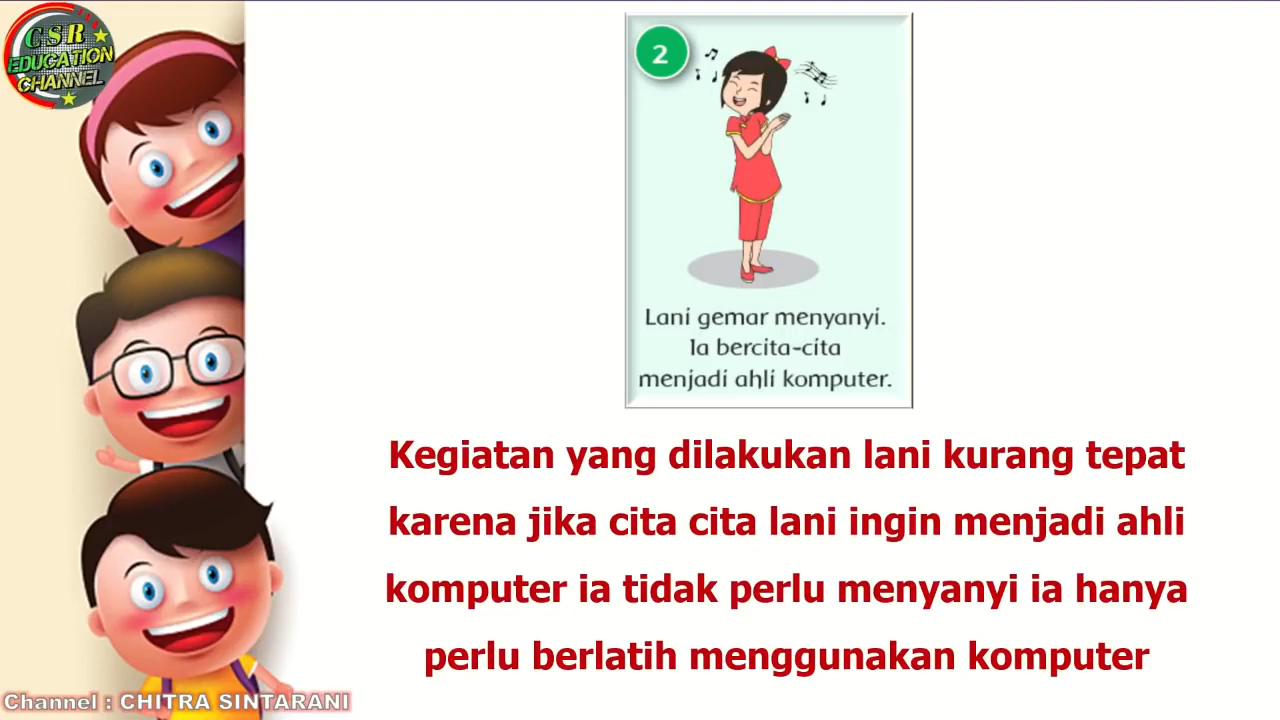 CSR
EDUCATION
CHANNEL
2
Lani gemar menyanyi.
Ia bercita-cita
menjadi ahli komputer.
Kegiatan yang dilakukan lani kurang tepat
karena jika cita cita lani ingin menjadi ahli
komputer ia tidak perlu menyanyi ia hanya
perlu berlatih menggunakan komputer
Channel : CHITRA SINTARANI